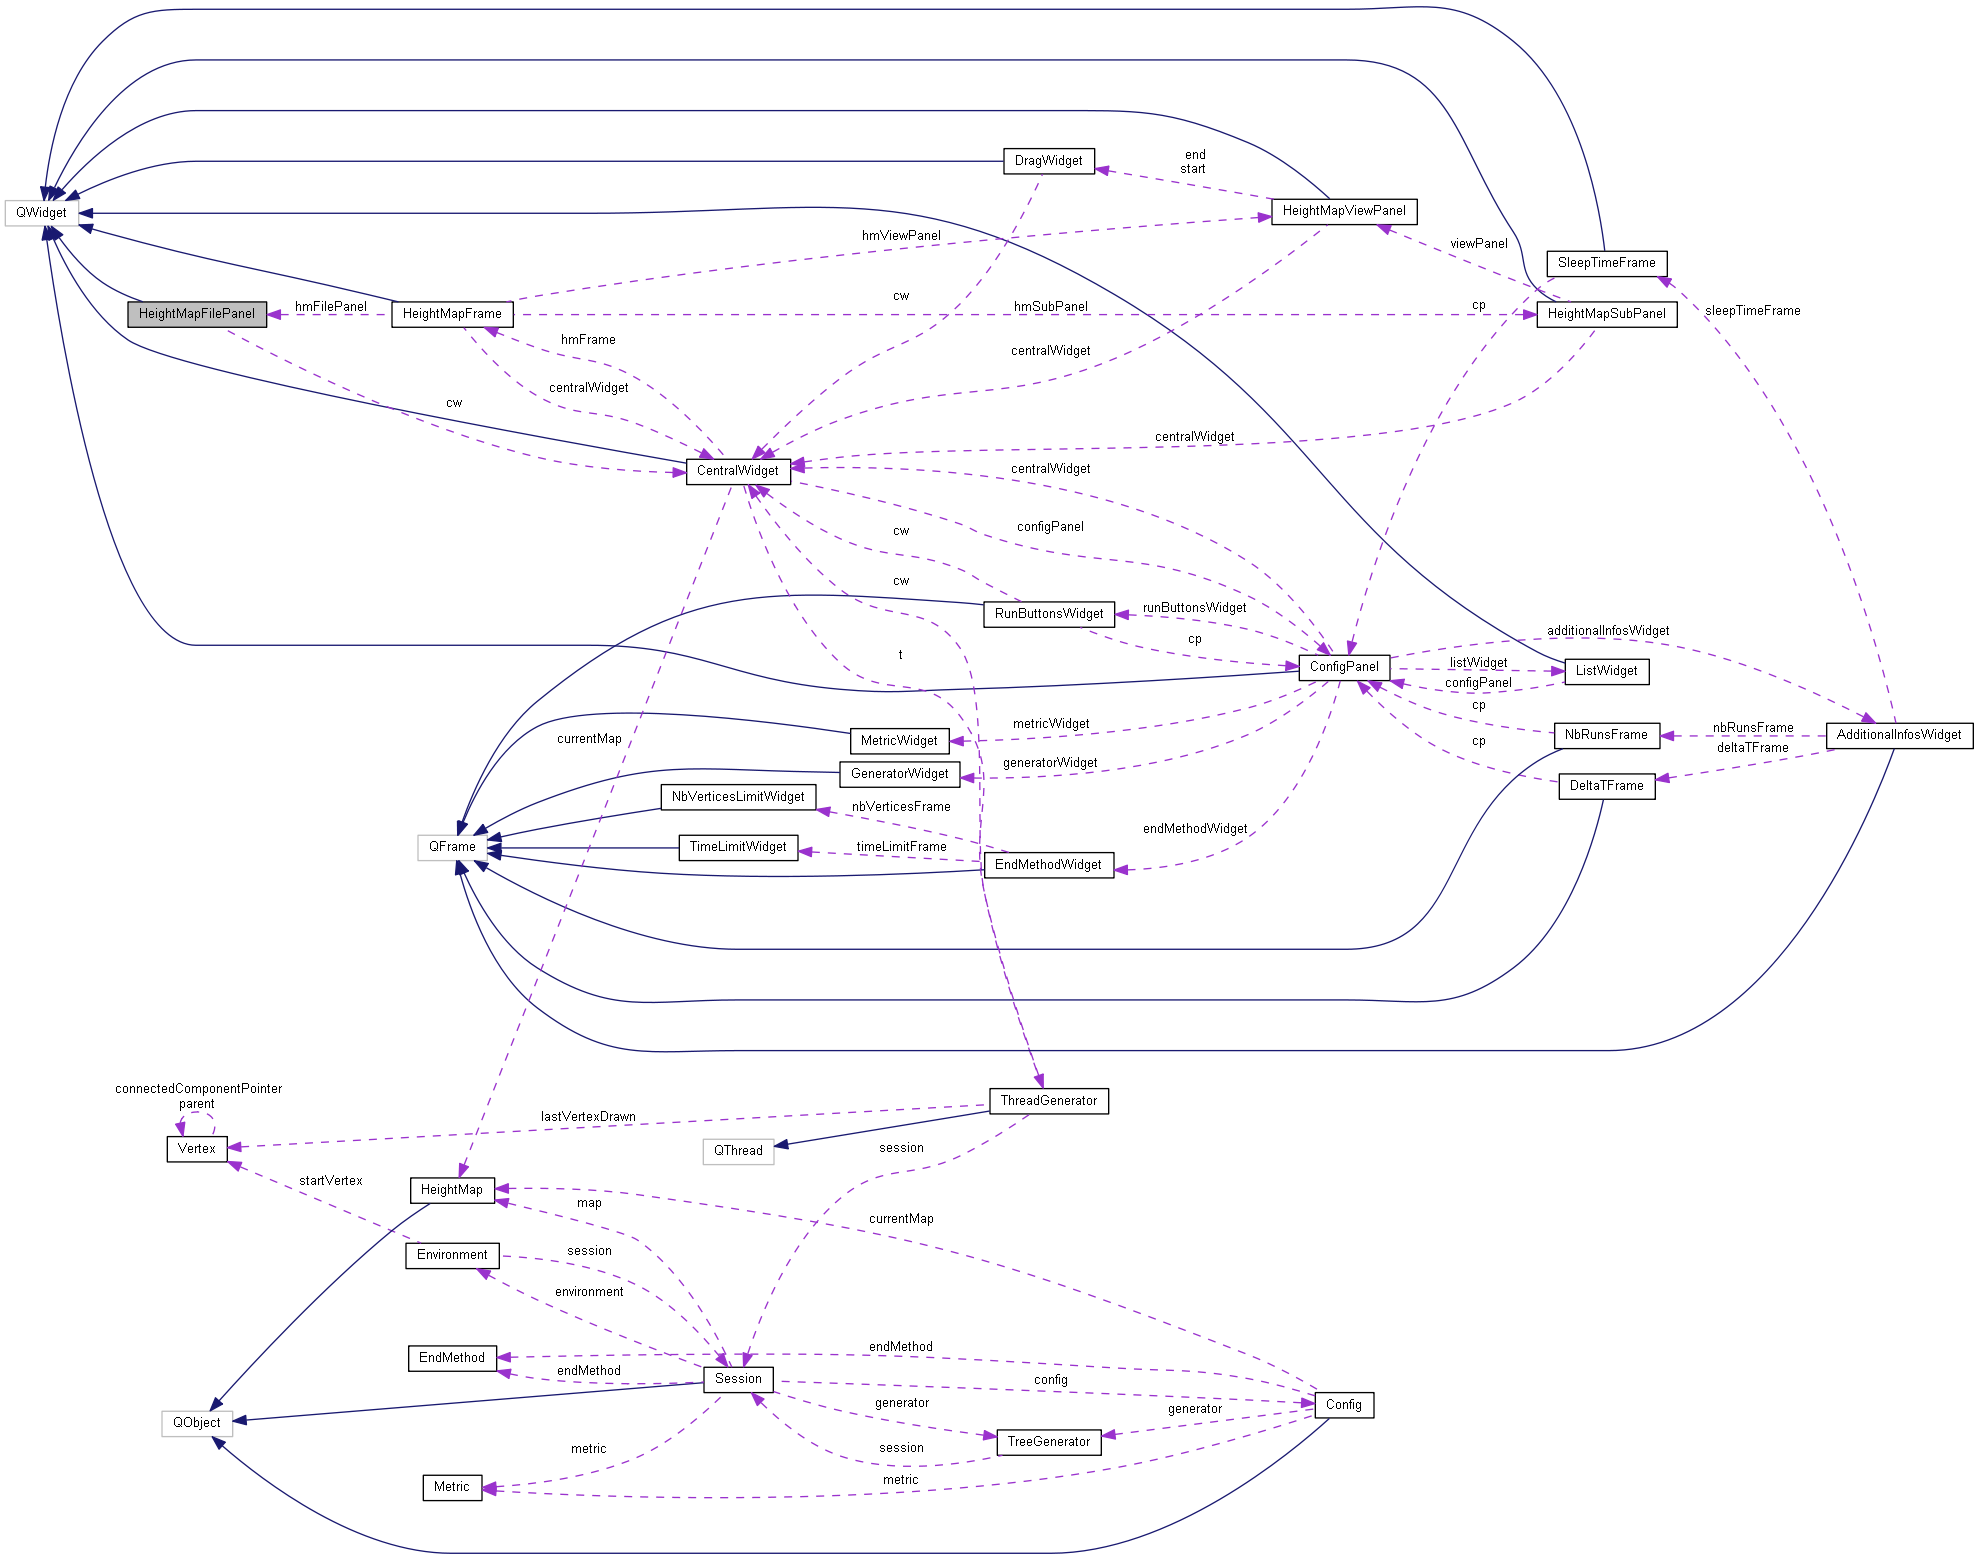 DragWidget
end
start
QWidget
HeightMapViewPanel
hmViewPanel
viewPanel
SleepTimeFrame
cw
hmFilePanel
hmSubPanel
cp
sleepTimeFrame
HeightMapFilePanel
HeightMapFrame
HeightMapSubPanel
hmFrame
centralWidget
centralWidget
cw
centralWidget
CentralWidget
centralWidget
configPanel
cw
cw
RunButtonsWidget
runButtonsWidget
cp
additionalInfosWidget
t
ConfigPanel
listWidget
ListWidget
configPanel
cp
currentMap
metricWidget
nbRunsFrame
MetricWidget
NbRunsFrame
AdditionalInfosWidget
cp
deltaTFrame
generatorWidget
GeneratorWidget
DeltaTFrame
NbVerticesLimitWidget
nbVerticesFrame
endMethodWidget
QFrame
TimeLimitWidget
timeLimitFrame
EndMethodWidget
connectedComponentPointer
parent
ThreadGenerator
lastVertexDrawn
Vertex
QThread
session
startVertex
HeightMap
map
currentMap
Environment
session
environment
endMethod
EndMethod
endMethod
Session
config
generator
Config
generator
QObject
TreeGenerator
metric
session
metric
Metric